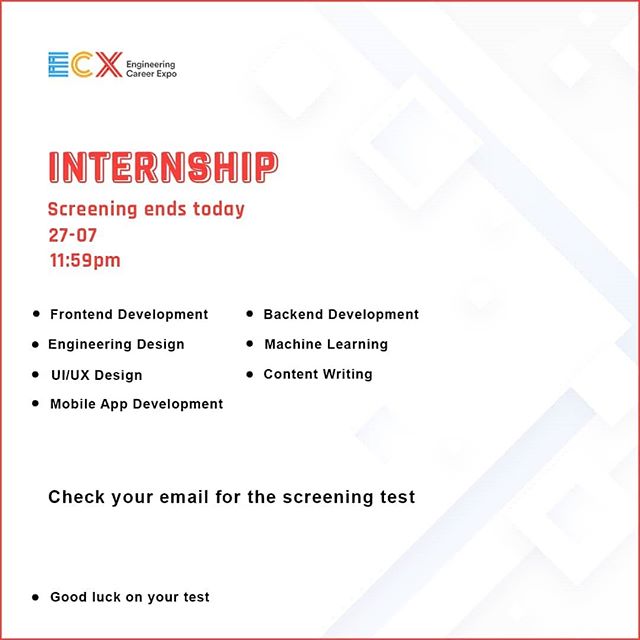 ECX Engineering
Career Expo
INTERNSHIP
Screening ends today
27-07
11:59pm
• Frontend Development
• Engineering Design
• UI/UX Design
• Mobile App Development
• Backend Development
• Machine Learning
• Content Writing
Check your email for the screening test
• Good luck on your test